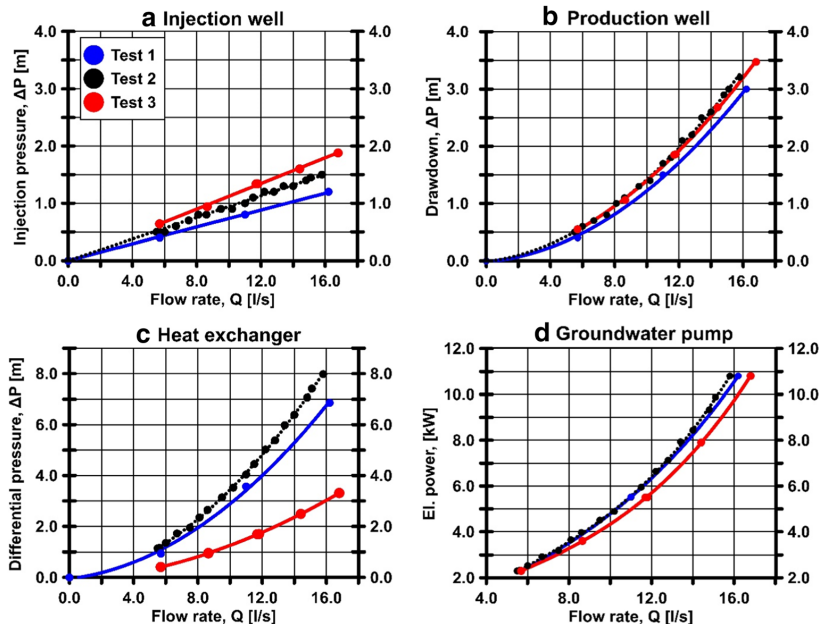 a Injection well
4.0
3.0
2.0
1.0
0.0
Injection pressure, ΔP [m]
Test 1
Test 2
Test 3
4.0
3.0
2.0
1.0
0.0
0.0 4.0 8.0 12.0 16.0
Flow rate, Q [l/s]
b Production well
4.0
3.0
2.0
1.0
0.0
Drawdown, ΔP [m]
4.0
3.0
2.0
1.0
0.0
0.0 4.0 8.0 12.0 16.0
Flow rate, Q [l/s]
c Heat exchanger
8.0
6.0
4.0
2.0
0.0
Differential pressure, ΔP [m]
8.0
6.0
4.0
2.0
0.0
0.0 4.0 8.0 12.0 16.0
Flow rate, Q [l/s]
d Groundwater pump
12.0
10.0
8.0
6.0
4.0
2.0
El. power, [kW]
12.0
10.0
8.0
6.0
4.0
2.0
4.0 8.0 12.0 16.0
Flow rate, Q [l/s]